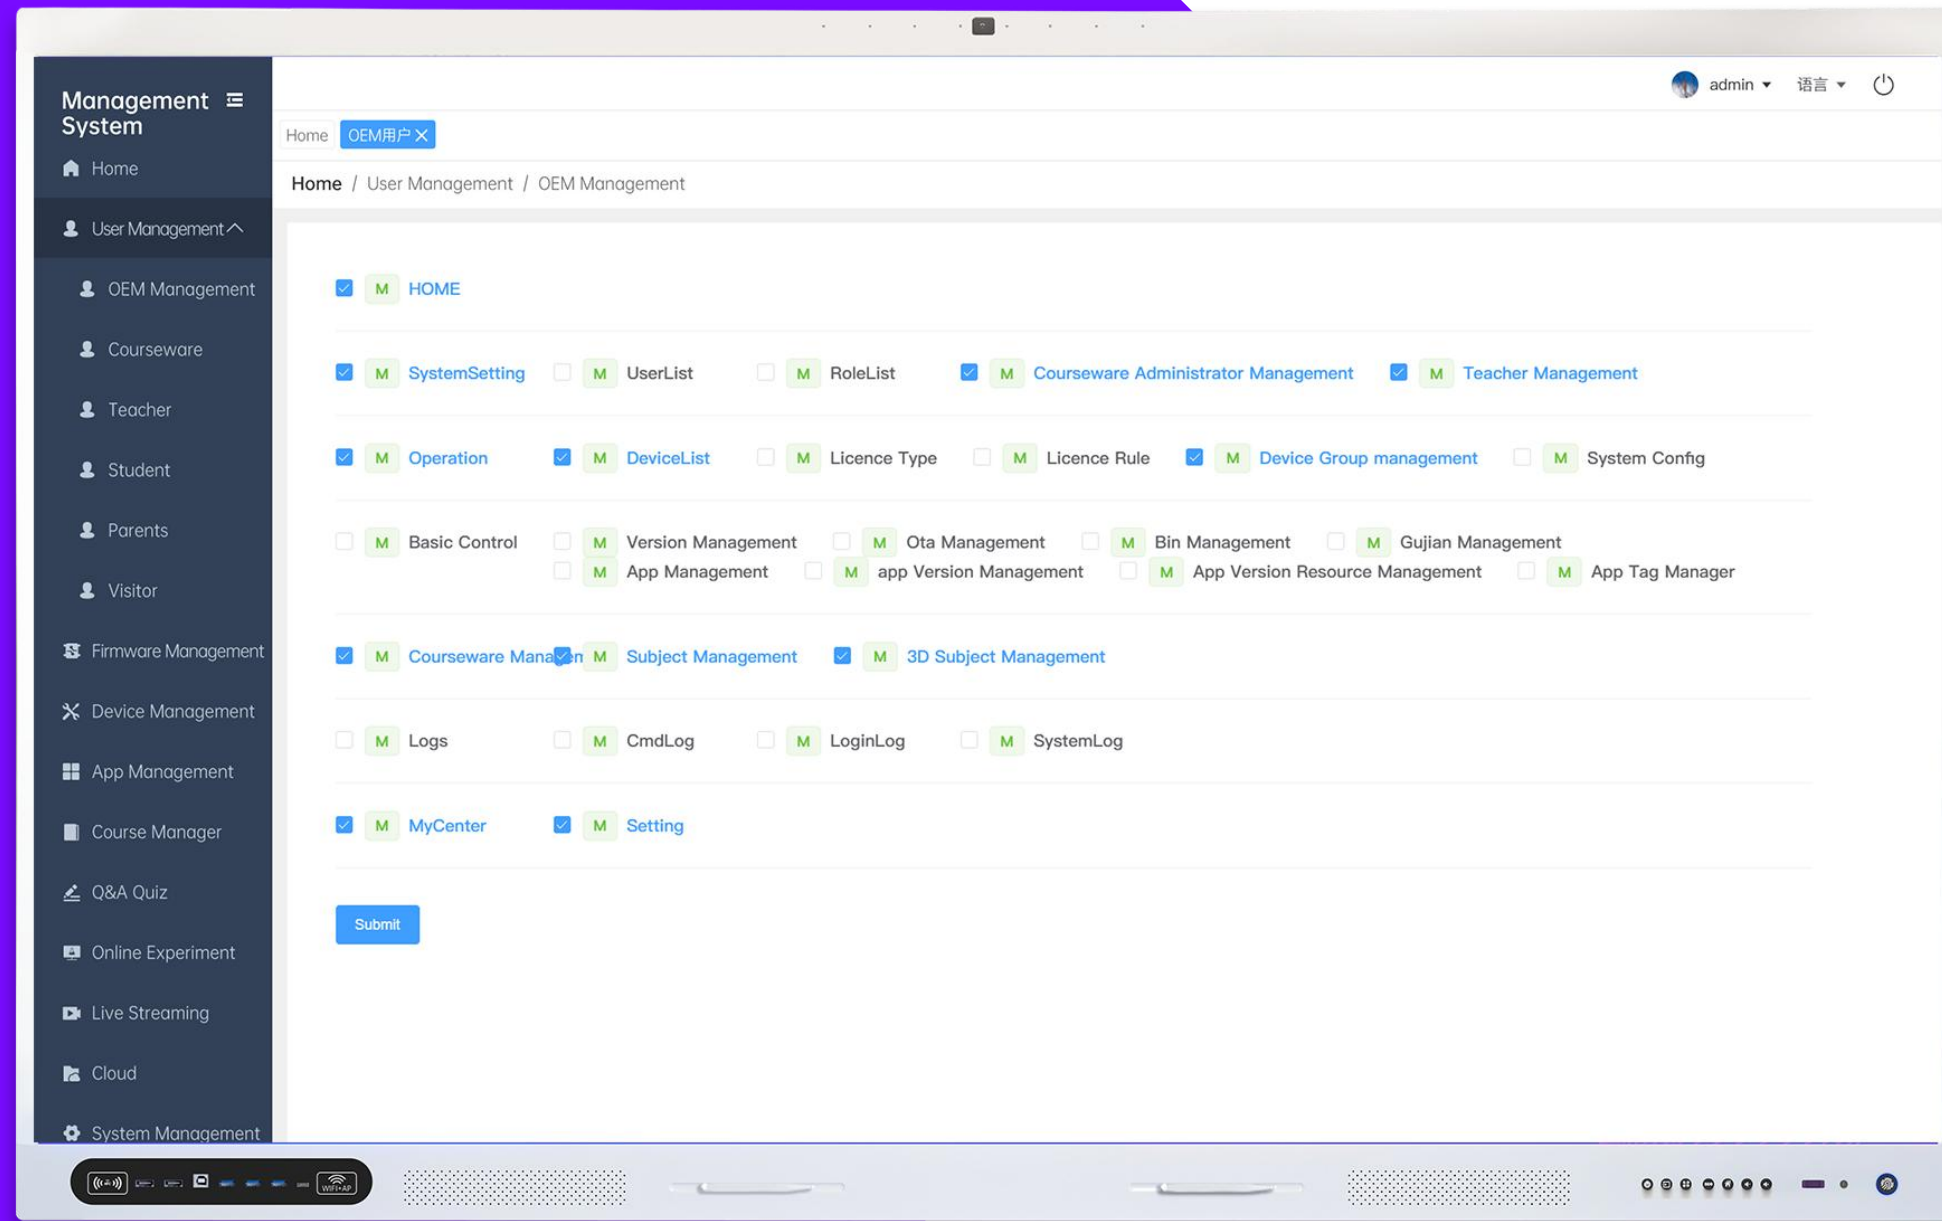 Management
System
admin 语言
Home OEM用户
Home
Home / User Management / OEM Management
User Management
OEM Management
M HOME
Courseware
M SystemSetting M UserList M RoleList M Courseware Administrator Management M Teacher Management
Teacher
M Operation M DeviceList M Licence Type M Licence Rule M Device Group management M System Config
Student
Parents
M Basic Control M Version Management M Ota Management M Bin Management M Gujian Management
M App Management M app Version Management M App Version Resource Management M App Tag Manager
Visitor
Firmware Management
M Courseware M Subject Management M 3D Subject Management
Device Management
M Logs M CmdLog M LoginLog M SystemLog
App Management
M MyCenter M Setting
Course Manager
Q&A Quiz
Submit
Online Experiment
Live Streaming
Cloud
System Management
WIFI+AP